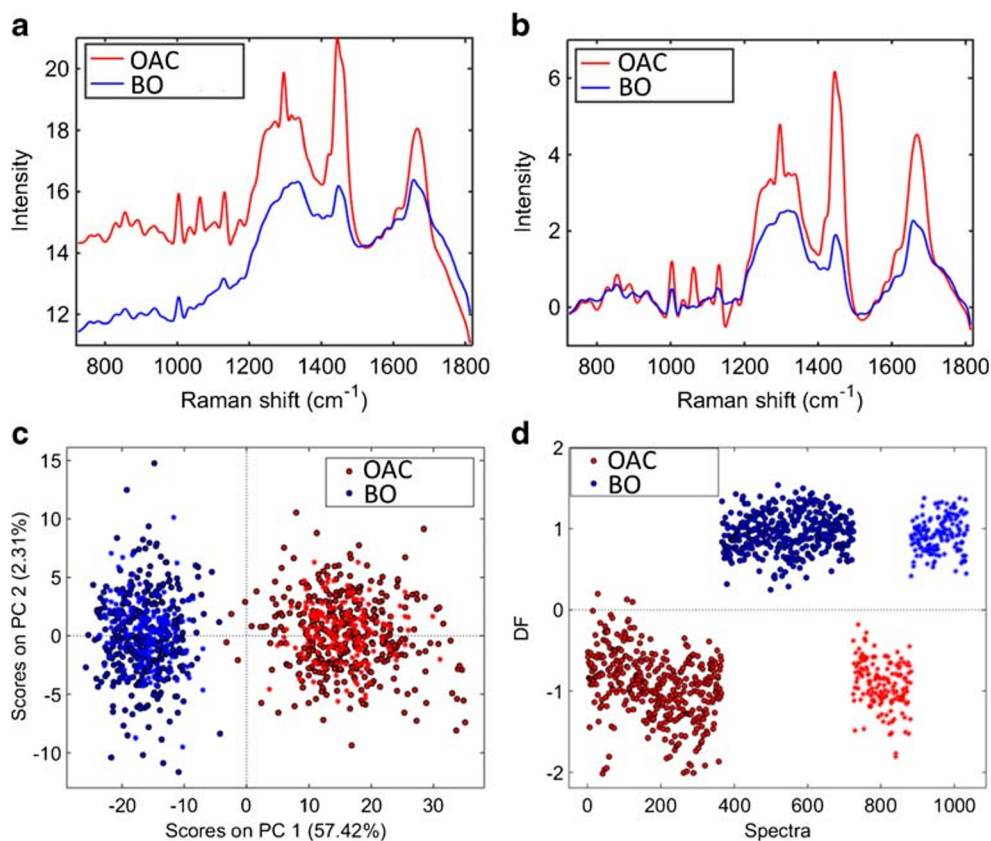 a
OAC
BO
20
18
16
14
12
Intensity
800 1000 1200 1400 1600 1800
Raman shift (cm⁻¹)
b
OAC
BO
6
4
2
0
Intensity
800 1000 1200 1400 1600 1800
Raman shift (cm⁻¹)
c
OAC
BO
15
10
5
0
-5
-10
Scores on PC 2 (2.31%)
-20 -10 0 10 20 30
Scores on PC 1 (57.42%)
d
OAC
BO
2
1
0
-1
-2
DF
0 200 400 600 800 1000
Spectra